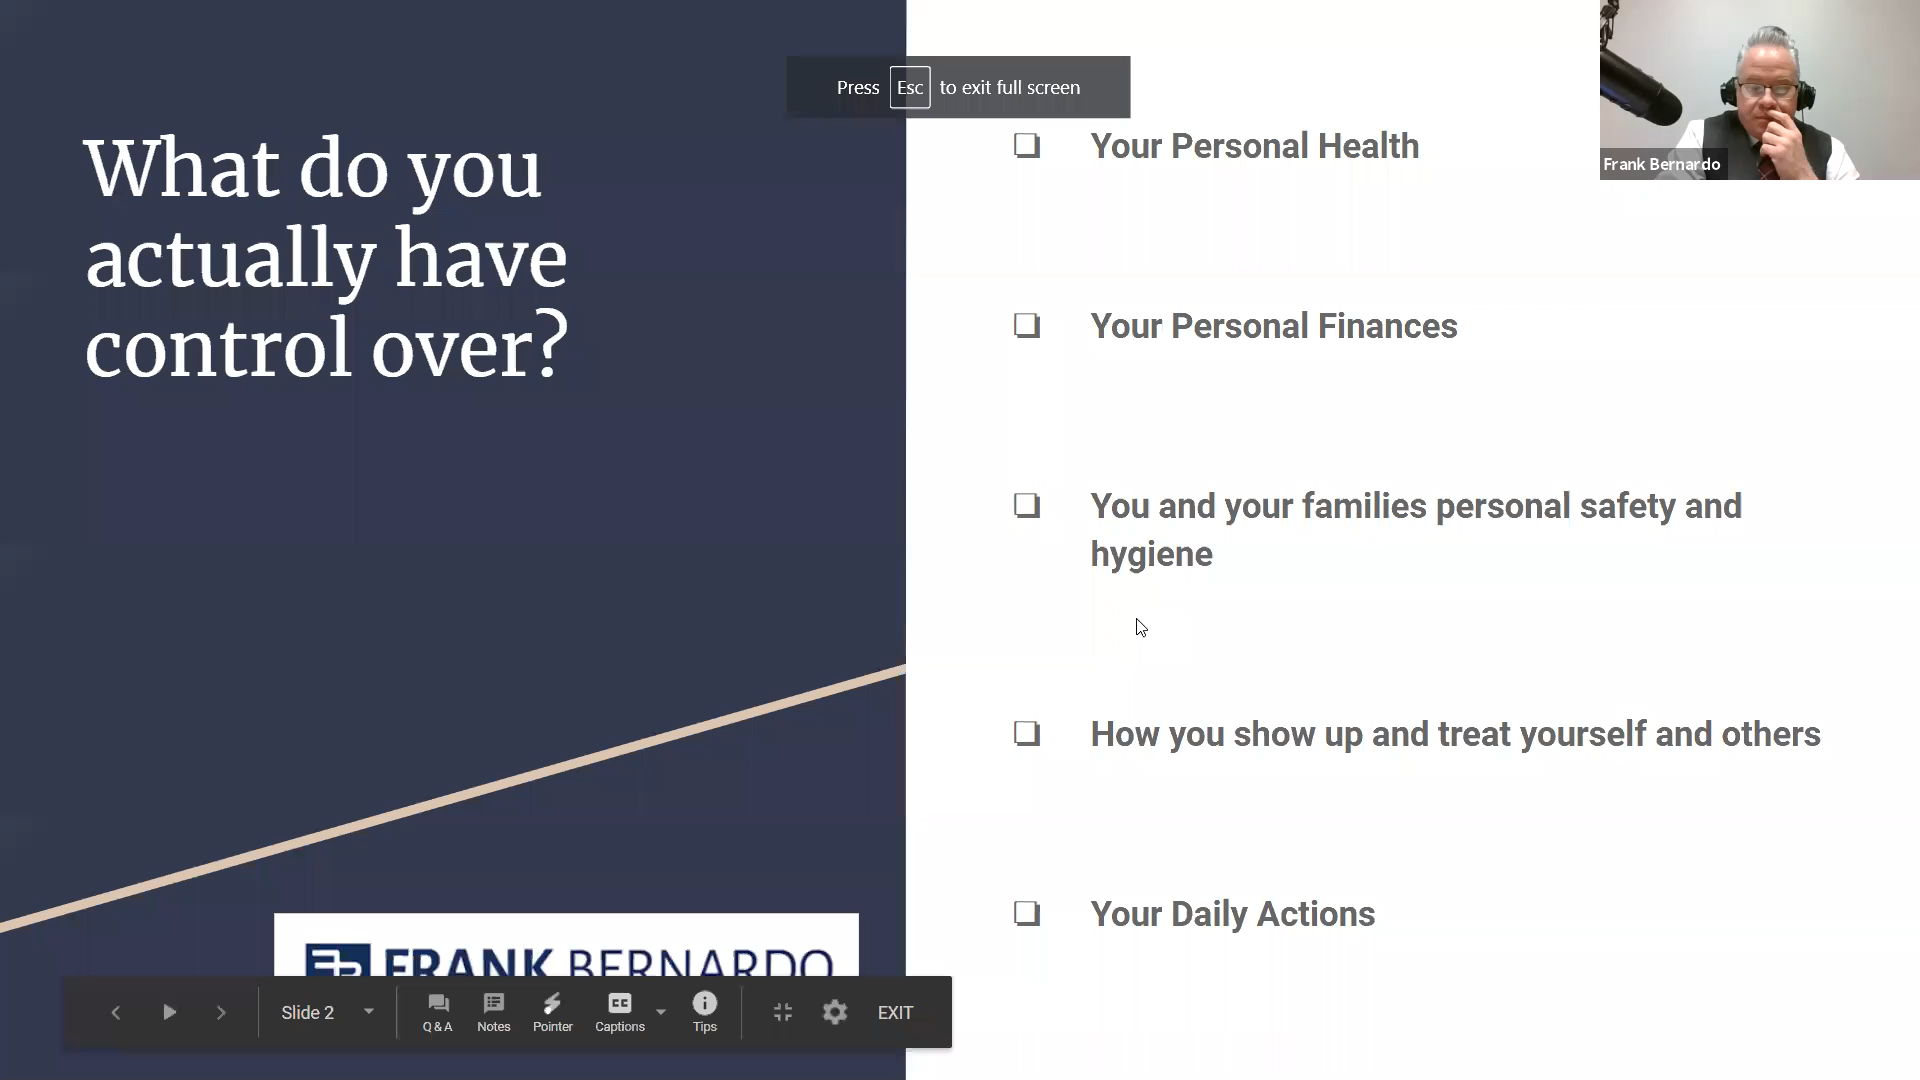 What do you
actually have
control over?
Press Esc to exit full screen
Your Personal Health
Your Personal Finances
You and your families personal safety and
hygiene
How you show up and treat yourself and others
Your Daily Actions
Frank Bernardo
FRANK BERNARDO
Slide 2
Q & A
Notes
Pointer
CC
Captions
Tips
EXIT